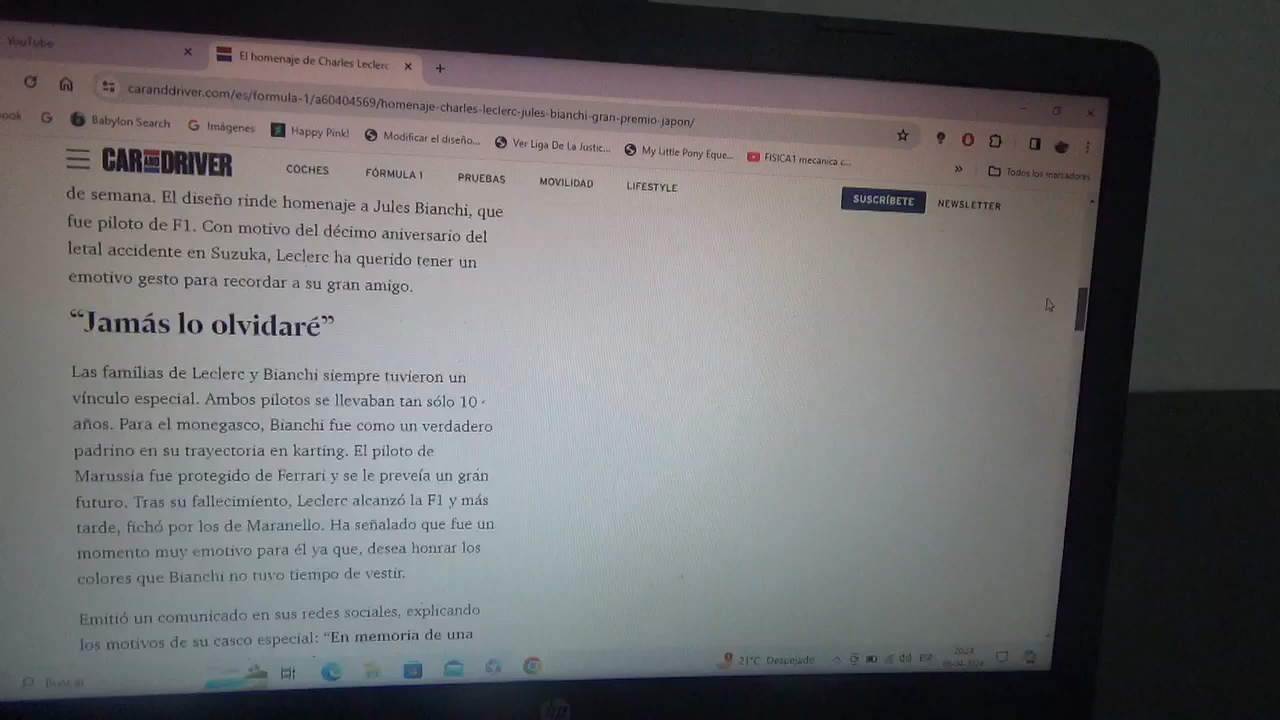 YouTube
El homenaje de Charles Leclerc
caranddriver.com/es/formula-1/a60404569/homenaje-charles-leclerc-jules-bianchi-gran-premio-japon/
ook
Babylon Search
Imágenes
Happy Pink!
Modificar el diseño...
Ver Liga De La Justic...
My Little Pony Eque...
FISICA1 mecanica c...
»
Todos los marcadores
CAR AND DRIVER
COCHES
FÓRMULA 1
PRUEBAS
MOVILIDAD
LIFESTYLE
SUSCRÍBETE
NEWSLETTER
de semana. El diseño rinde homenaje a Jules Bianchi, que
fue piloto de F1. Con motivo del décimo aniversario del
letal accidente en Suzuka, Leclerc ha querido tener un
emotivo gesto para recordar a su gran amigo.
“Jamás lo olvidaré”
Las familias de Leclerc y Bianchi siempre tuvieron un
vínculo especial. Ambos pilotos se llevaban tan sólo 10
años. Para el monegasco, Bianchi fue como un verdadero
padrino en su trayectoria en karting. El piloto de
Marussia fue protegido de Ferrari y se le preveía un gran
futuro. Tras su fallecimiento, Leclerc alcanzó la F1 y más
tarde, fichó por los de Maranello. Ha señalado que fue un
momento muy emotivo para él ya que, desea honrar los
colores que Bianchi no tuvo tiempo de vestir.
Emitió un comunicado en sus redes sociales, explicando
los motivos de su casco especial: “En memoria de una
Buscar
21°C Despejado
ESP
hp